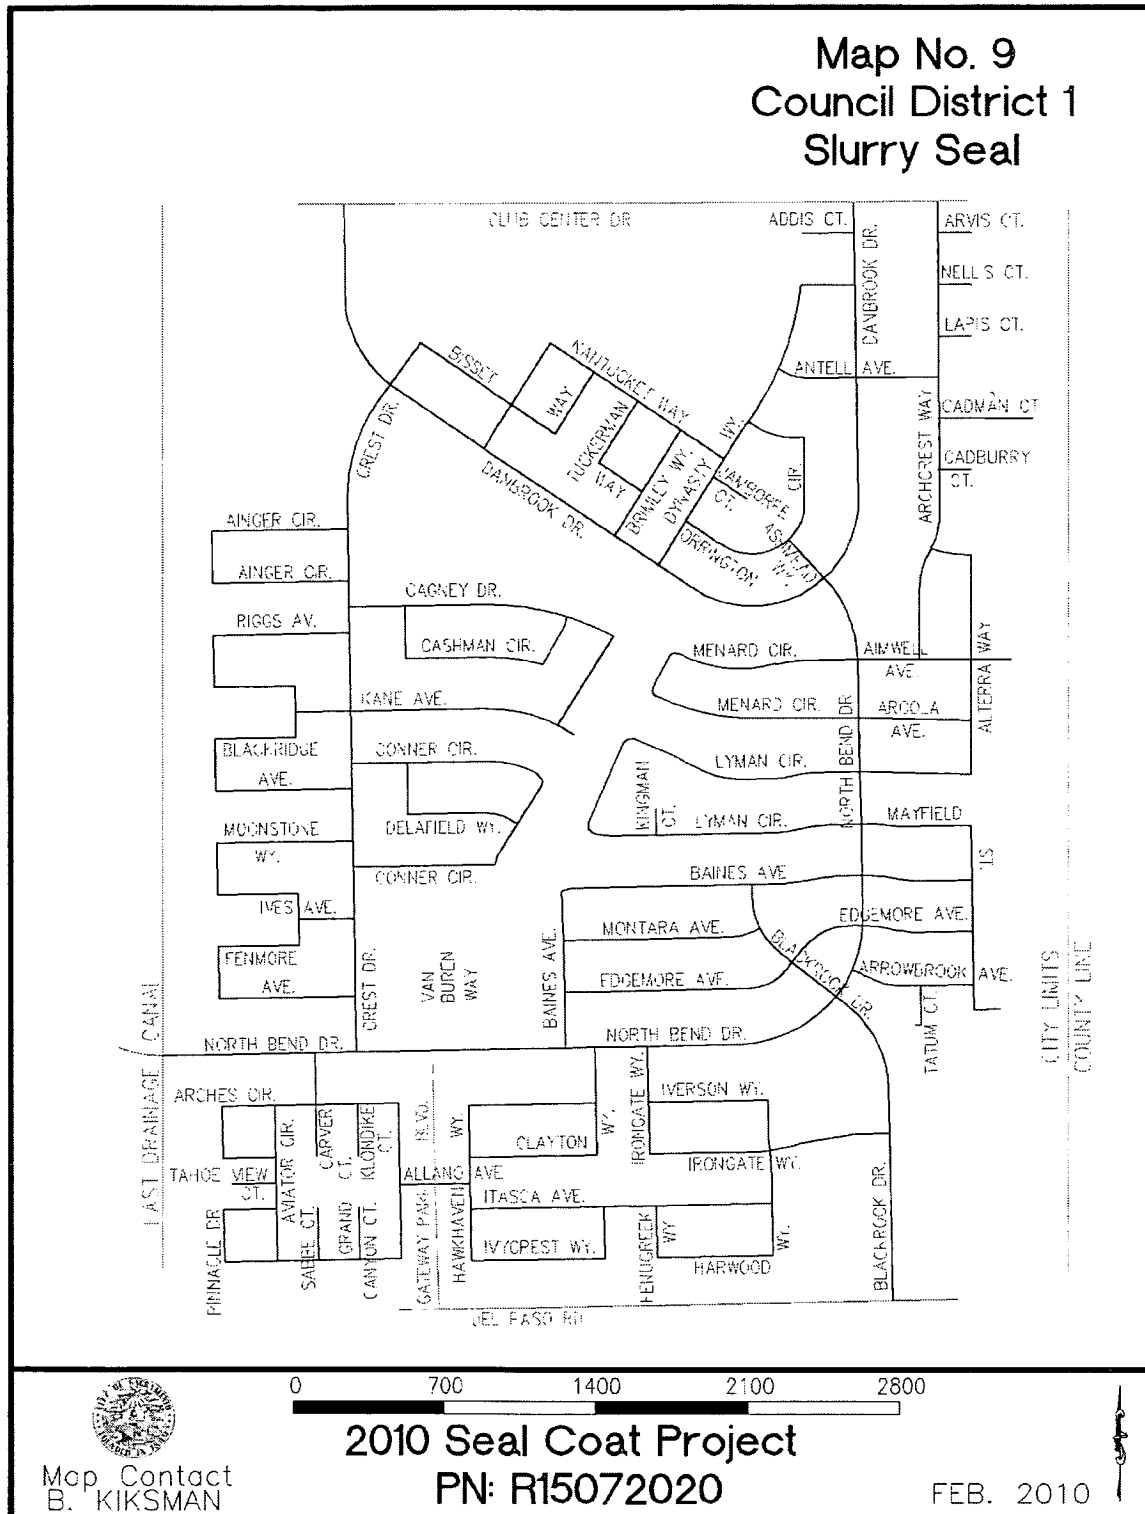 Map No. 9
Council District 1
Slurry Seal
CLUB CENTER DR
ADDIS CT.
DANBROOK DR.
ARVIS CT.
NELLIS CT.
LAPIS CT.
ANTELL AVE.
ARCHCREST WAY
CADMAN CT
CADBURRY
CT.
BISSET
WAY
NANTUCKET WAY
TUCKERMAN
WAY
BRIMLEY WY.
DYNASTY
WY.
JAMBOREE
CT.
CIR.
ASHMEAD
WY.
ORRINGTON
CREST DR.
DANBROOK DR.
AINGER CIR.
AINGER CIR.
CAGNEY DR.
RIGGS AV.
CASHMAN CIR.
MENARD CIR.
AIMWELL
AVE.
ALTERRA WAY
KANE AVE.
MENARD CIR.
ARCOLA
AVE.
NORTH BEND DR
BLACKRIDGE
AVE.
CONNER CIR.
LYMAN CIR.
KINGMAN
CT.
MOONSTONE
WY.
DELAFIELD WY.
LYMAN CIR.
MAYFIELD
ST.
CONNER CIR.
BAINES AVE
IVES AVE.
MONTARA AVE.
EDGEMORE AVE.
BLACKROCK DR.
FENMORE
AVE.
CREST DR.
VAN
BUREN
WAY
BAINES AVE.
EDGEMORE AVE.
ARROWBROOK AVE.
TATUM CT.
CITY LIMITS
COUNTY LINE
EAST DRAINAGE CANAL
NORTH BEND DR.
NORTH BEND DR.
ARCHES CIR.
AVIATOR CIR.
CARVER
CT.
KLONDIKE
CT.
BLVD.
WY.
CLAYTON
WY.
IRONGATE WY.
IVERSON WY.
TAHOE VIEW
CT.
ALLANO AVE
IRONGATE WY.
ITASCA AVE.
PINNACLE DR
SABBE CT.
GRAND
CANYON CT.
GATEWAY PARK
HAWKHAVEN
IVYCREST WY.
FENUGREEK
WY
HARWOOD
WY.
BLACKROCK DR.
DEL PASO RD
0 700 1400 2100 2800
2010 Seal Coat Project
PN: R15072020
Map Contact
B. KIKSMAN
FEB. 2010